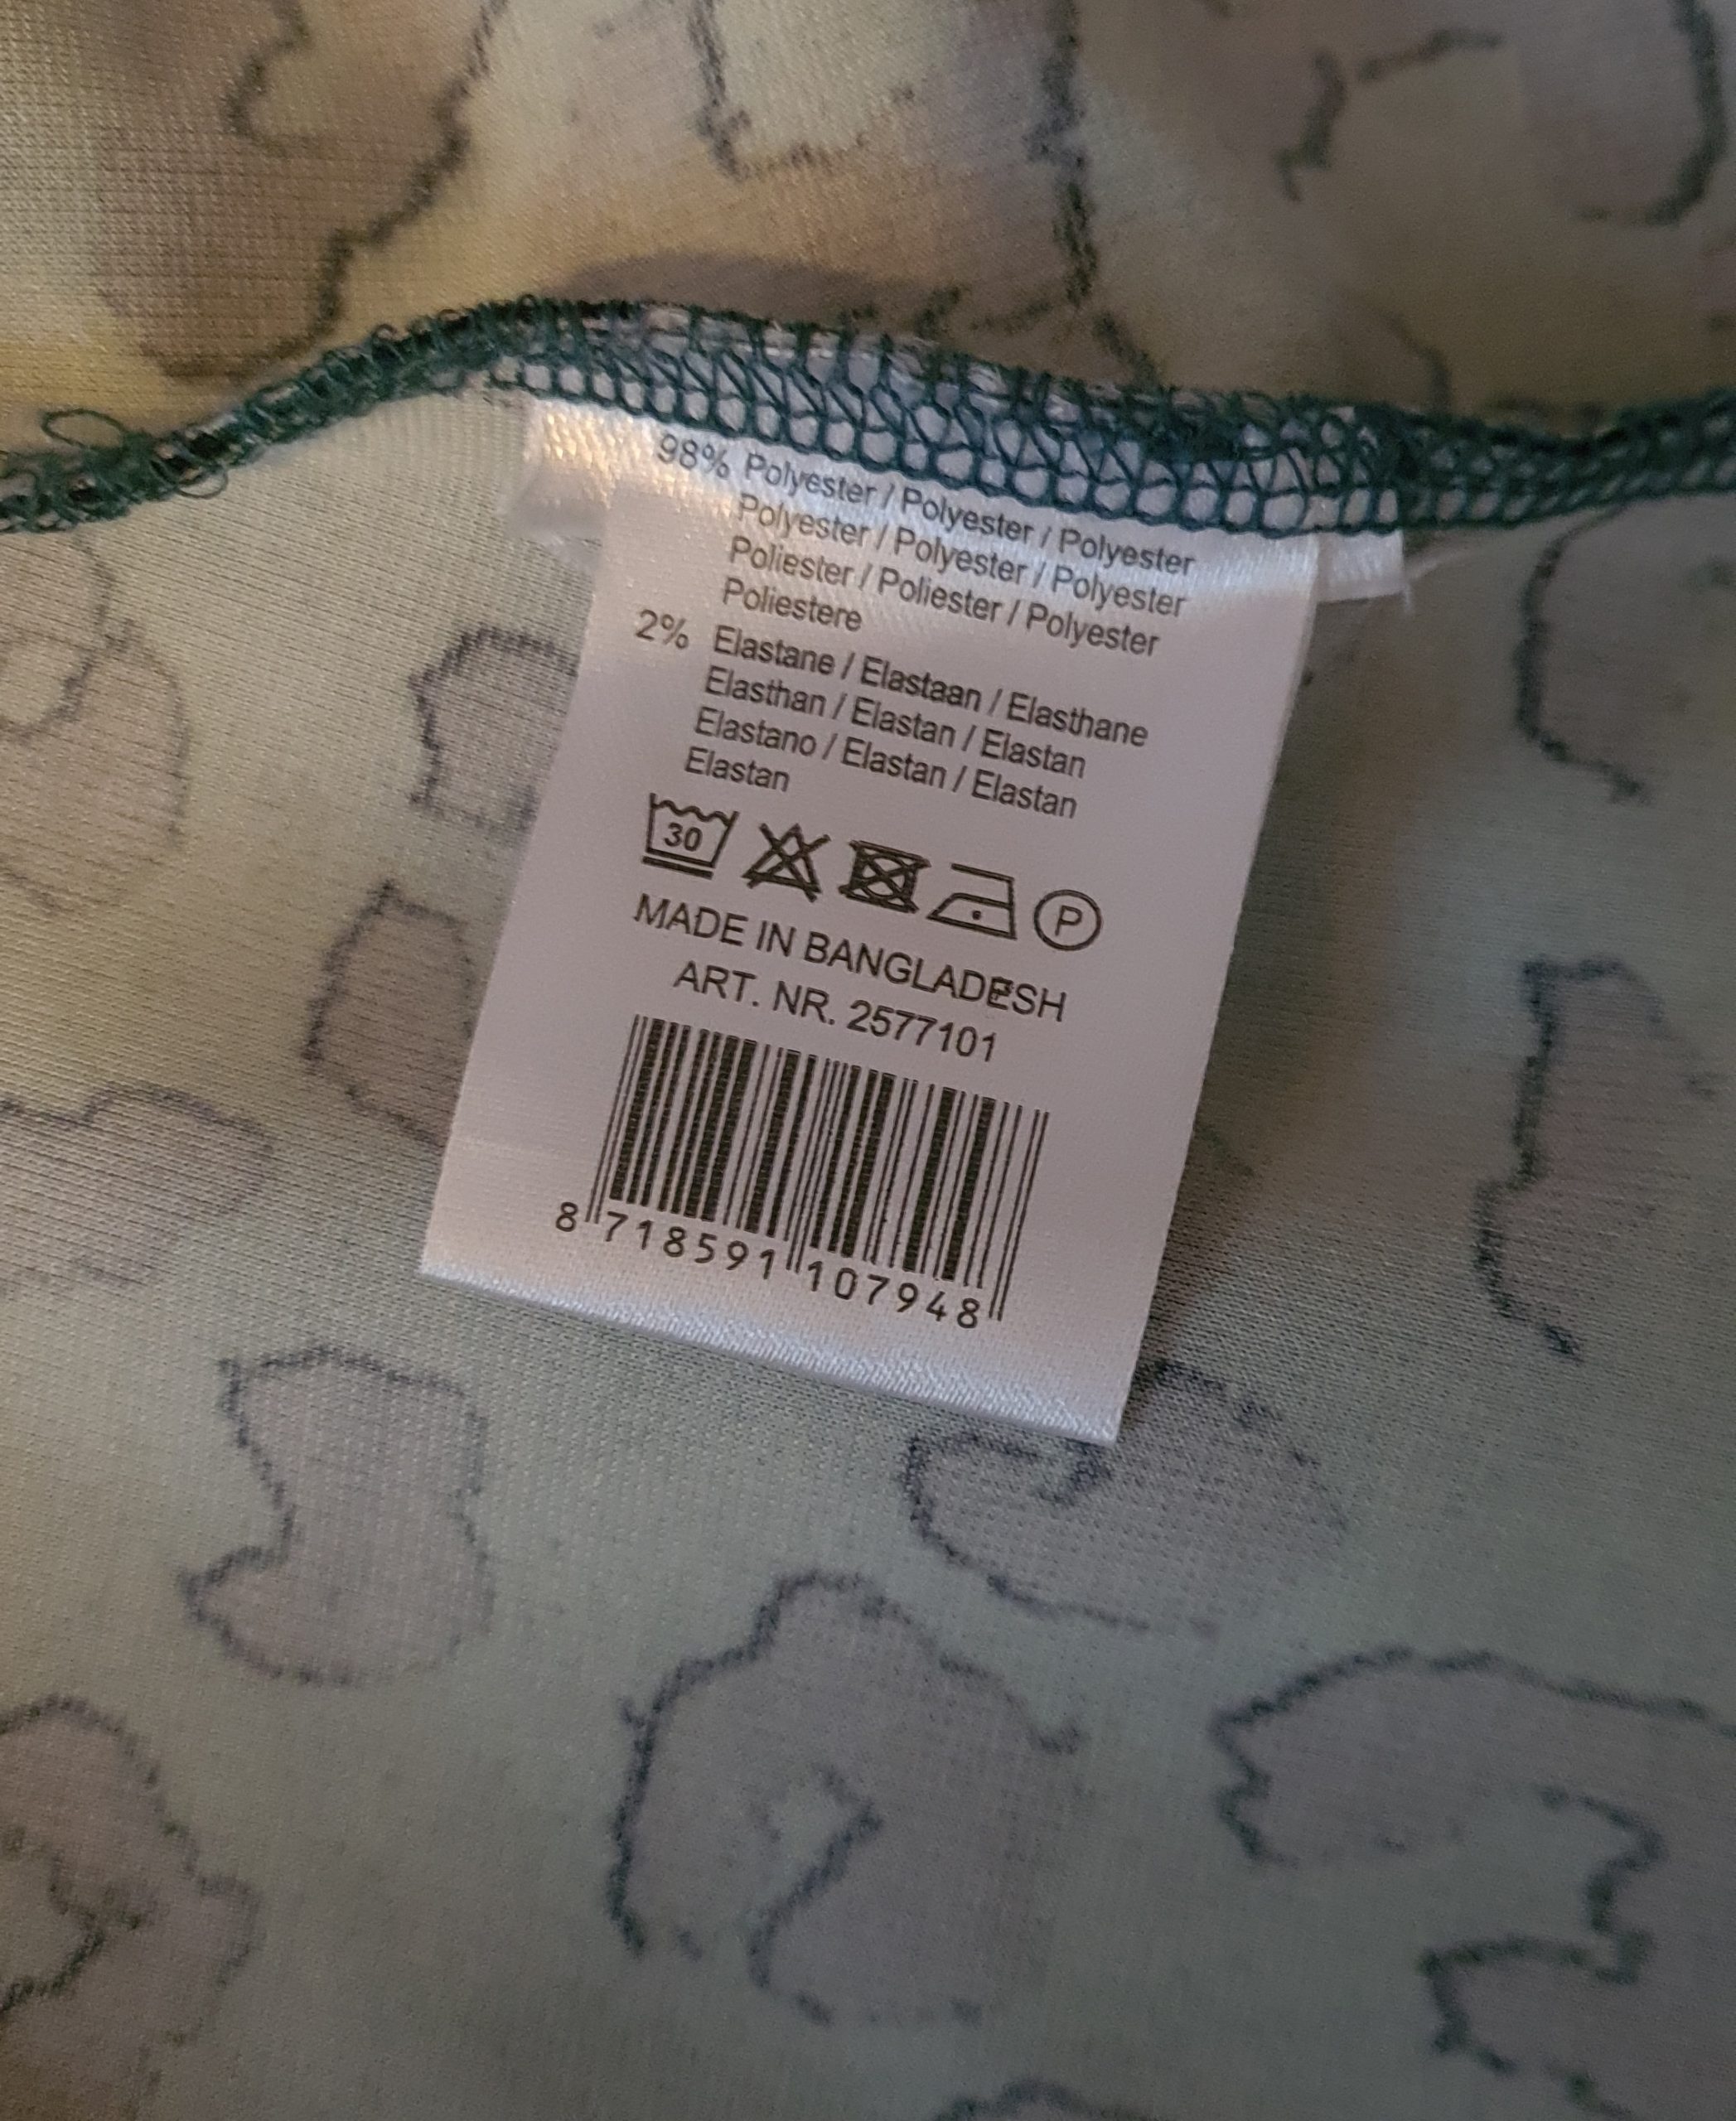 98% Polyester / Polyester / Polyester
Polyester / Polyester / Polyester
Poliester / Poliester / Polyester
Poliestere
2% Elastane / Elastaan / Elasthane
Elasthan / Elastan / Elastan
Elastano / Elastan / Elastan
Elastan
30
P
MADE IN BANGLADESH
ART. NR. 2577101
8 718591 107948